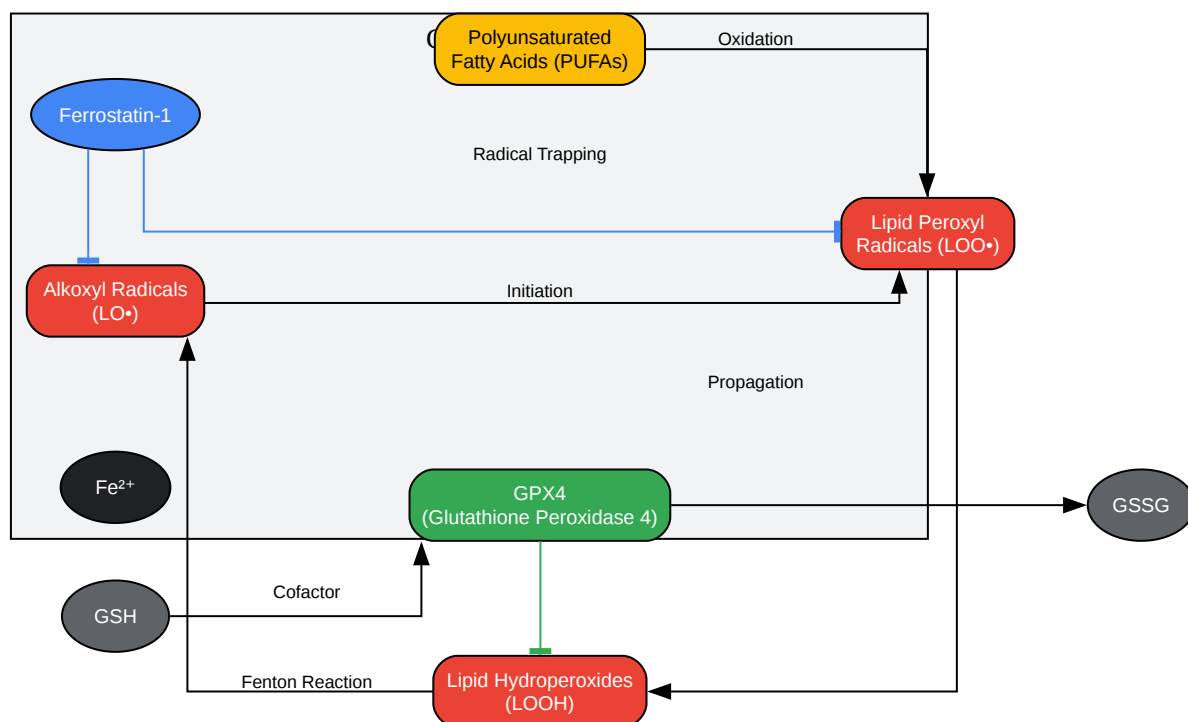 Polyunsaturated
Fatty Acids (PUFAs)
Oxidation
Ferrostatin-1
Radical Trapping
Lipid Peroxyl
Radicals (LOO•)
Alkoxyl Radicals
(LO•)
Initiation
Propagation
Fe²⁺
GPX4
(Glutathione Peroxidase 4)
GSSG
Cofactor
GSH
Fenton Reaction
Lipid Hydroperoxides
(LOOH)